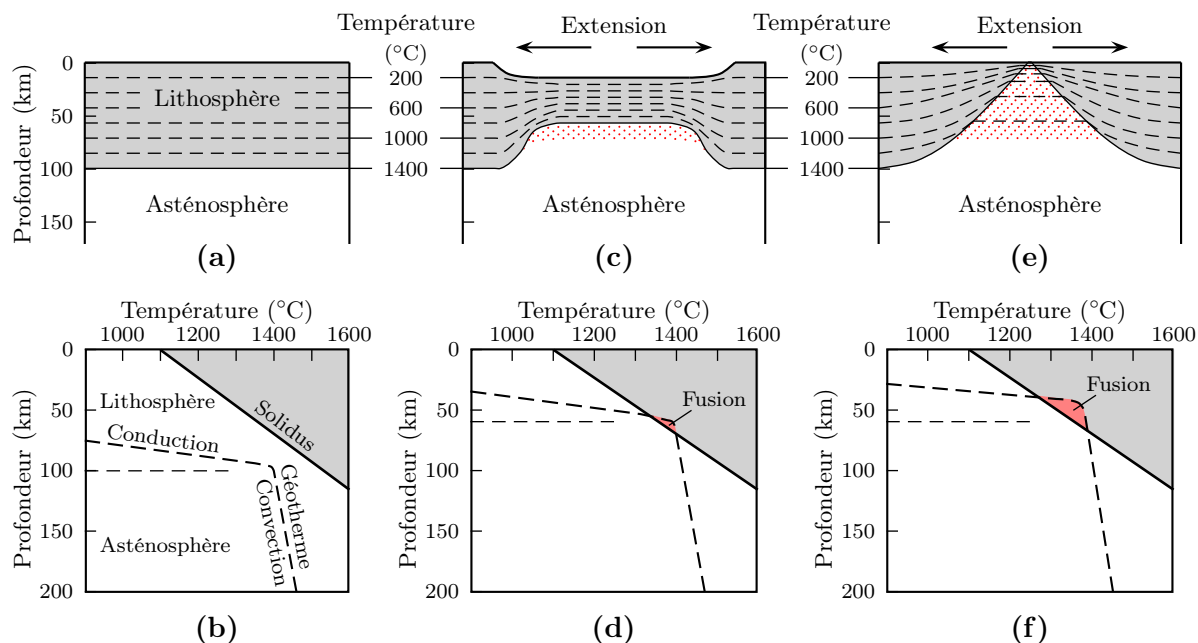 Température
(°C)
Extension
Température
(°C)
Extension
Profondeur (km)
0
50
100
150
Lithosphère
Asténosphère
(a)
200
600
1000
1400
Asténosphère
(c)
200
600
1000
1400
Asténosphère
(e)
Température (°C)
1000 1200 1400 1600
Profondeur (km)
0
50
100
150
200
Lithosphère
Solidus
Conduction
Géotherme
Convection
Asténosphère
(b)
Température (°C)
1000 1200 1400 1600
Profondeur (km)
0
50
100
150
200
Fusion
(d)
Température (°C)
1000 1200 1400 1600
Profondeur (km)
0
50
100
150
200
Fusion
(f)